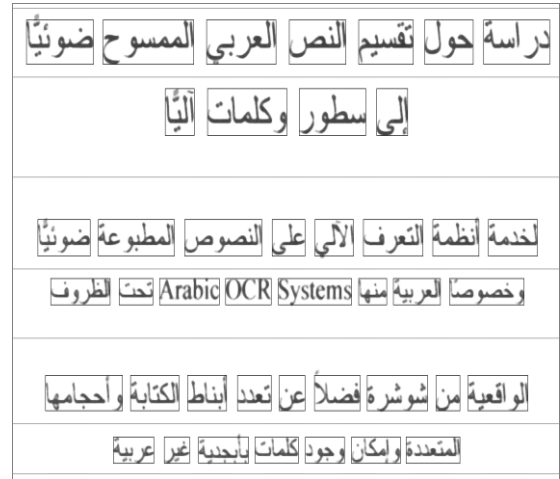 دراسة حول تقسيم النص العربي الممسوح ضوئيًّا
إلى سطور وكلمات آليًّا
لخدمة أنظمة التعرف الآلي على النصوص المطبوعة ضوئيًّا
وخصوصًا العربية منها Arabic OCR Systems تحت الظروف
الواقعية من شوشرة فضلاً عن تعدد أبناط الكتابة وأحجامها
المتعددة وإمكان وجود كلمات بأبجدية غير عربية